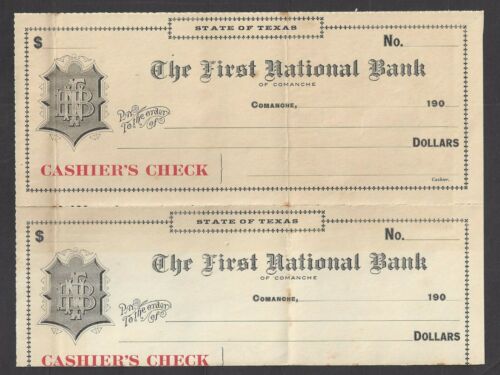 STATE OF TEXAS
$ No.
The First National Bank
OF COMANCHE
COMANCHE, 190
Pay To the order of
DOLLARS
CASHIER'S CHECK
Cashier.
STATE OF TEXAS
$ No.
The First National Bank
OF COMANCHE
COMANCHE, 190
Pay To the order of
DOLLARS
CASHIER'S CHECK